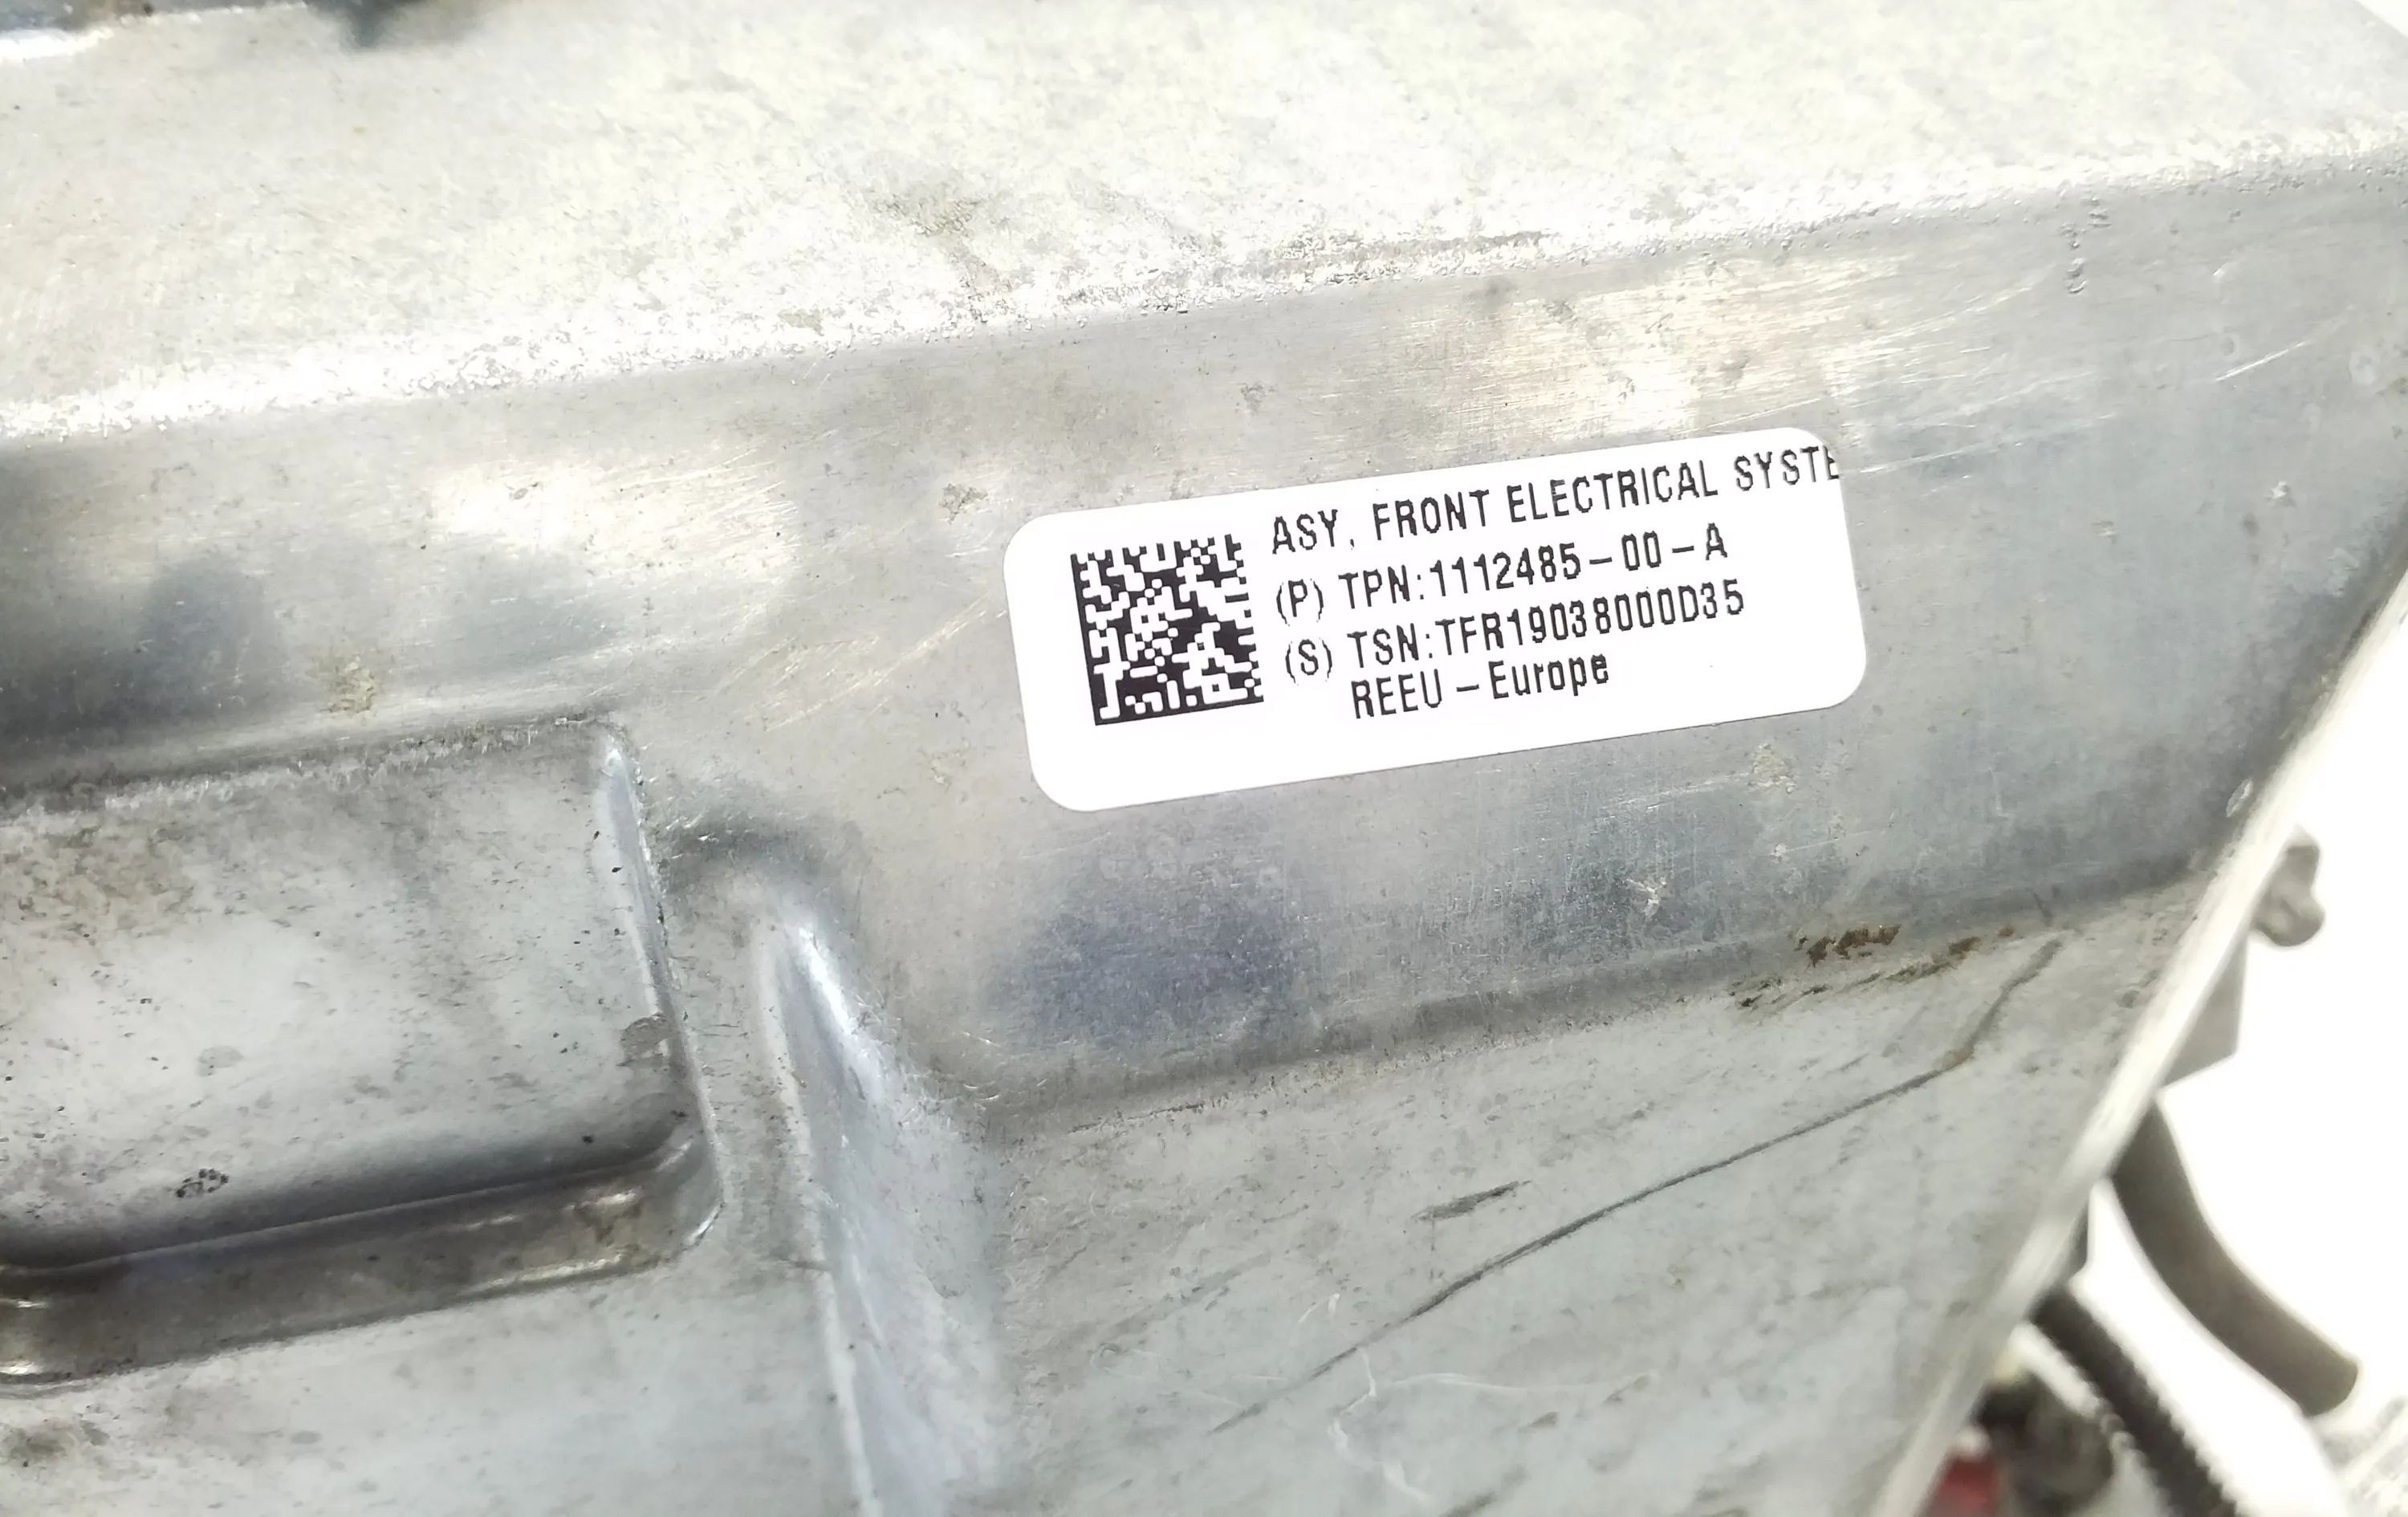 ASY, FRONT ELECTRICAL SYSTE
(P) TPN:1112485-00-A
(S) TSN:TFR19038000D35
REEU-Europe